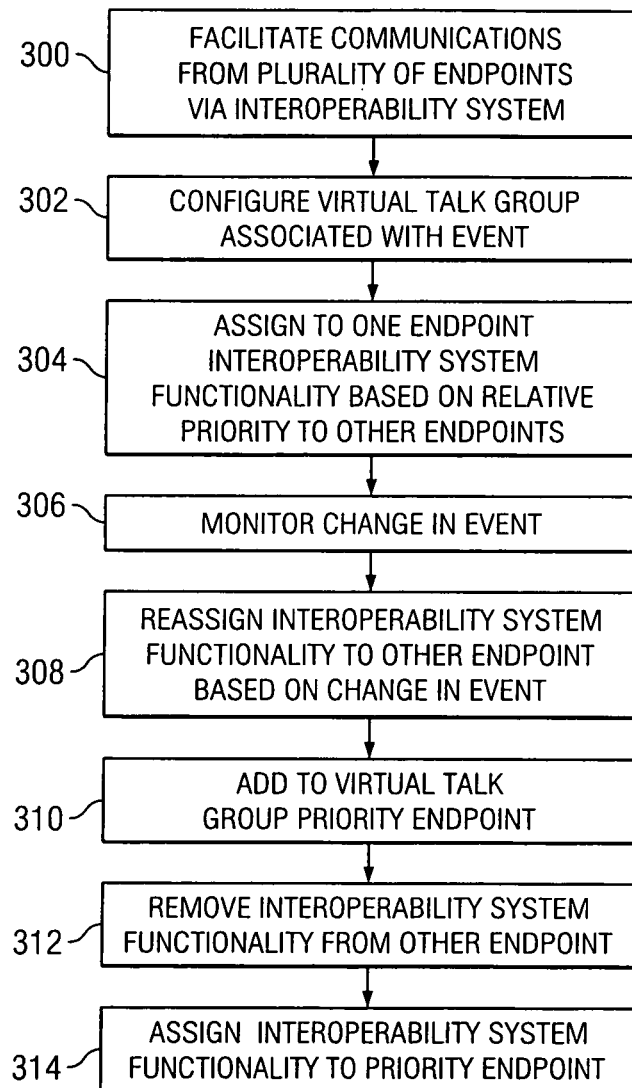 300
FACILITATE COMMUNICATIONS
FROM PLURALITY OF ENDPOINTS
VIA INTEROPERABILITY SYSTEM
302
CONFIGURE VIRTUAL TALK GROUP
ASSOCIATED WITH EVENT
304
ASSIGN TO ONE ENDPOINT
INTEROPERABILITY SYSTEM
FUNCTIONALITY BASED ON RELATIVE
PRIORITY TO OTHER ENDPOINTS
306
MONITOR CHANGE IN EVENT
308
REASSIGN INTEROPERABILITY SYSTEM
FUNCTIONALITY TO OTHER ENDPOINT
BASED ON CHANGE IN EVENT
310
ADD TO VIRTUAL TALK
GROUP PRIORITY ENDPOINT
312
REMOVE INTEROPERABILITY SYSTEM
FUNCTIONALITY FROM OTHER ENDPOINT
314
ASSIGN INTEROPERABILITY SYSTEM
FUNCTIONALITY TO PRIORITY ENDPOINT